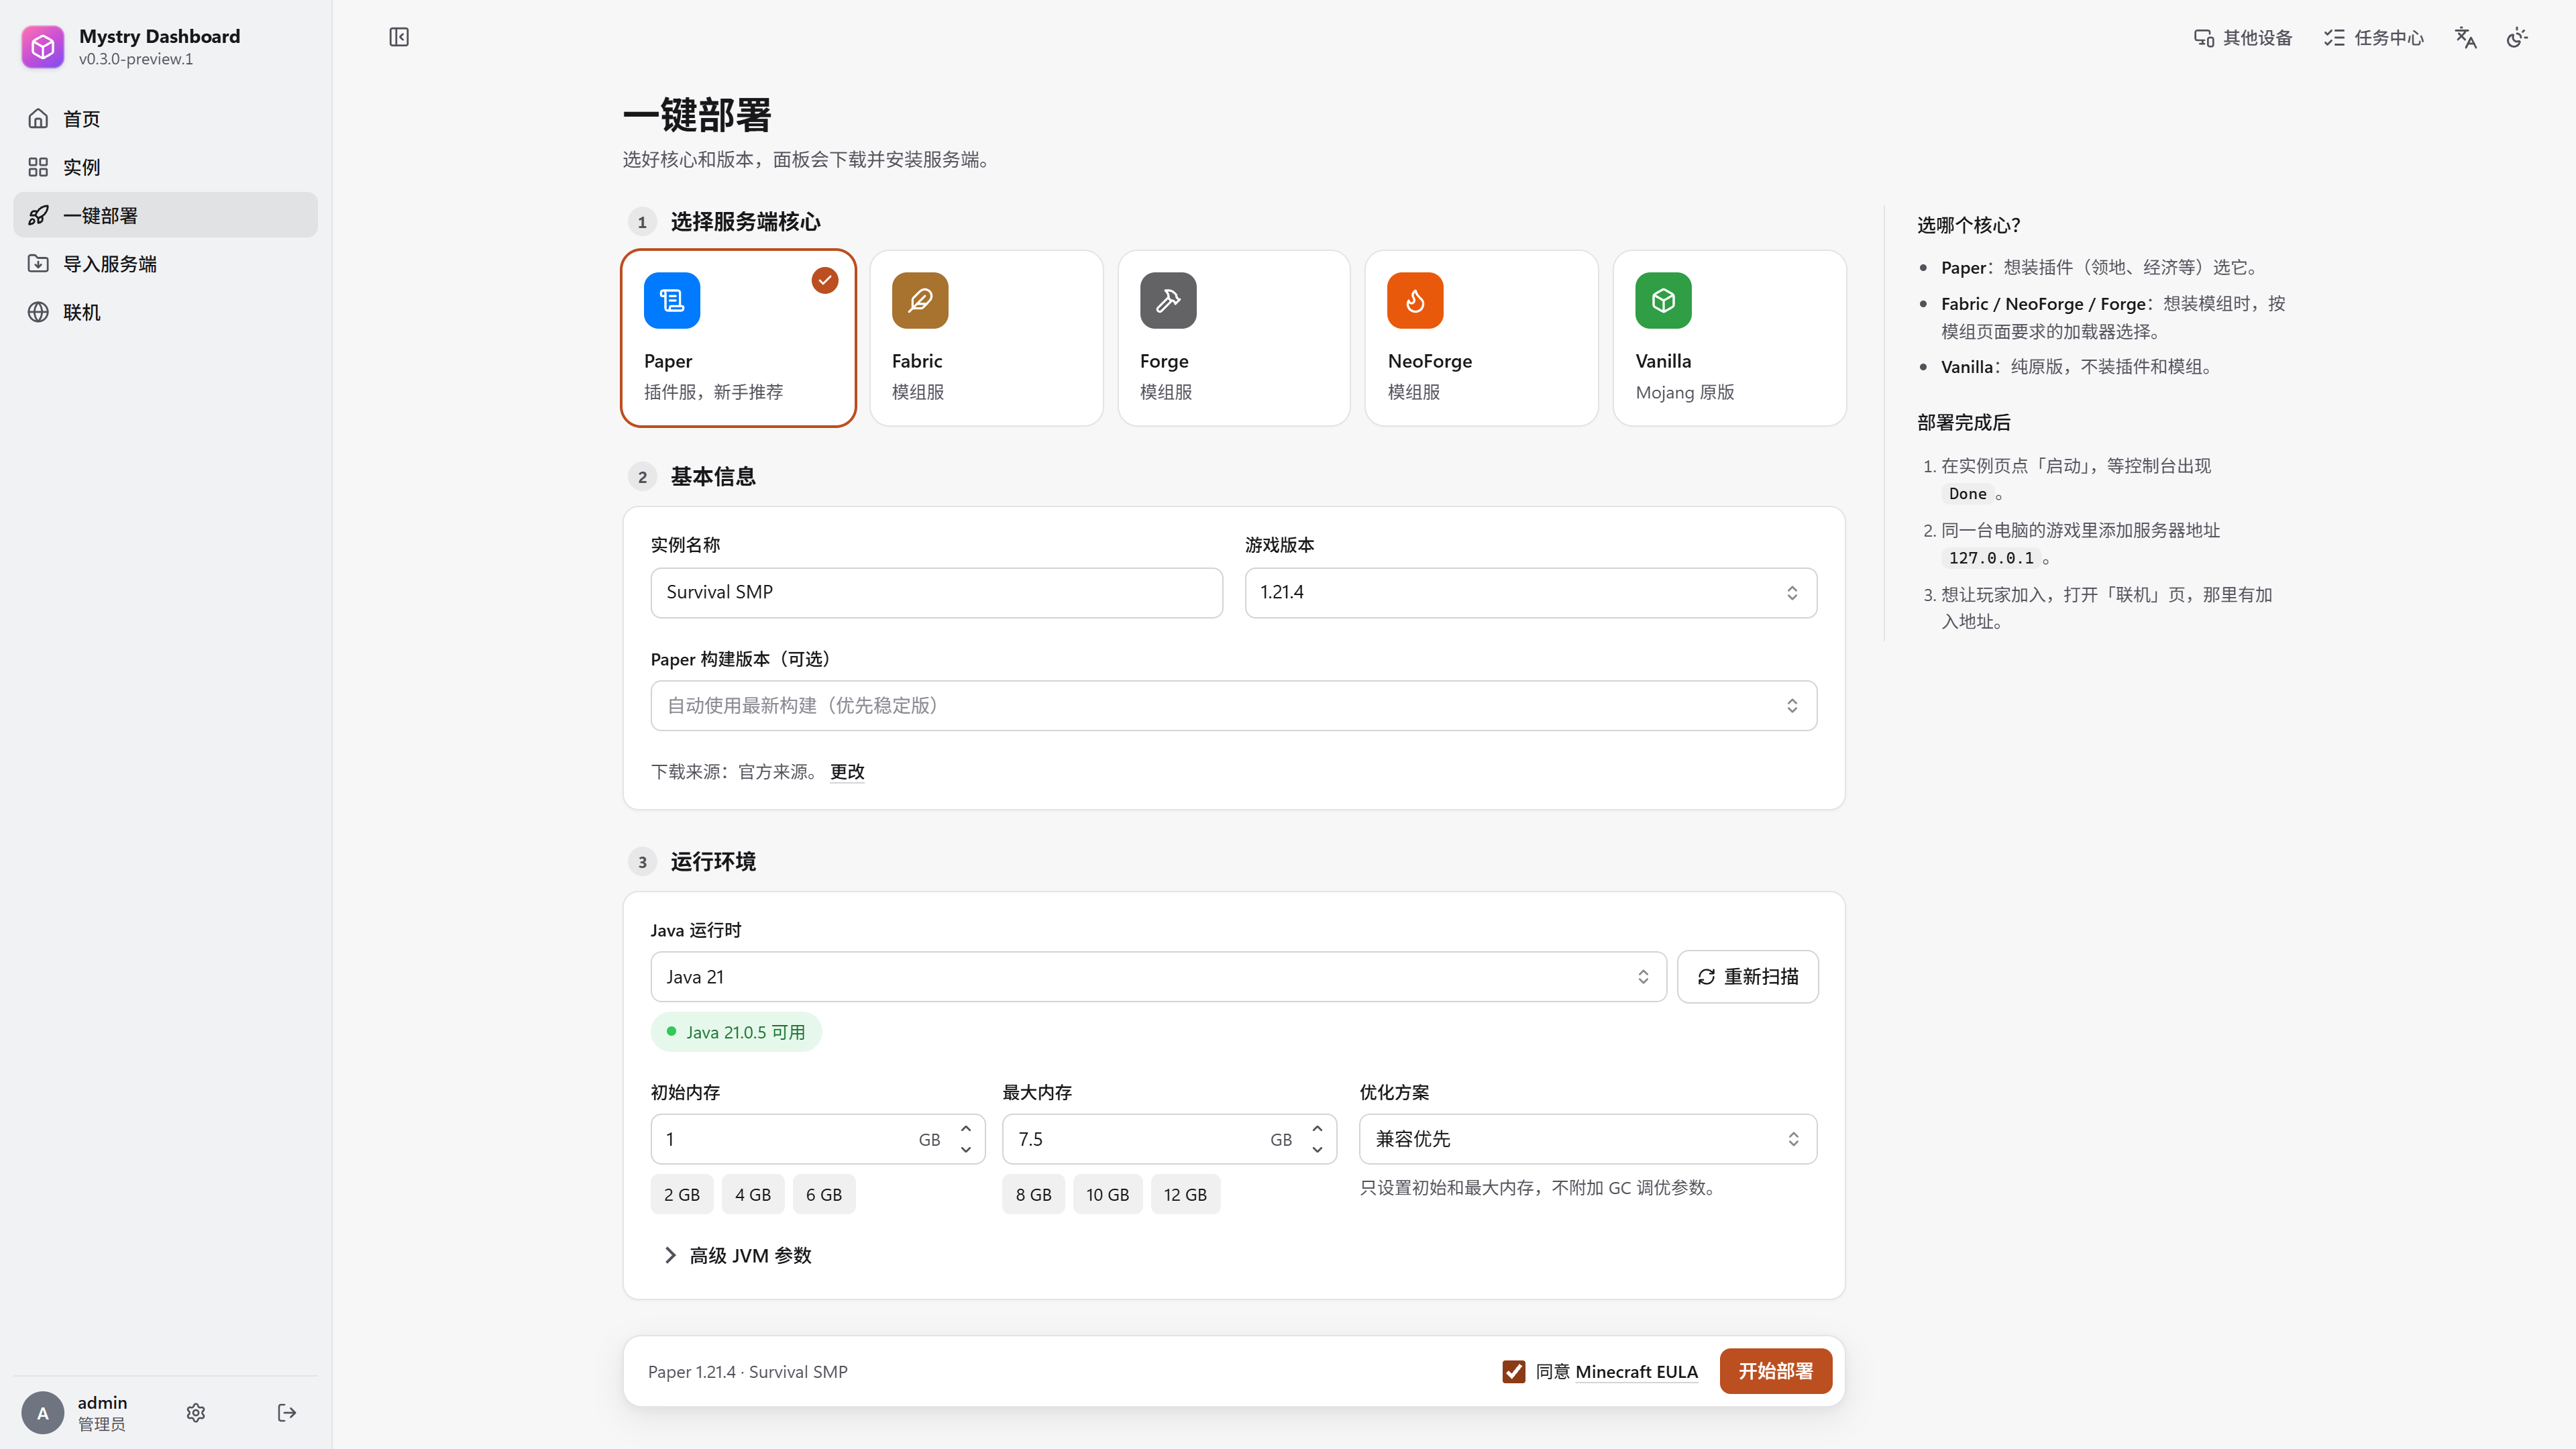 Mystry Dashboard
v0.3.0-preview.1
首页
实例
一键部署
导入服务端
联机
A
admin
管理员
其他设备
任务中心
一键部署
选好核心和版本，面板会下载并安装服务端。
1 选择服务端核心
Paper
插件服，新手推荐
Fabric
模组服
Forge
模组服
NeoForge
模组服
Vanilla
Mojang 原版
2 基本信息
实例名称
Survival SMP
游戏版本
1.21.4
Paper 构建版本（可选）
自动使用最新构建（优先稳定版）
下载来源：官方来源。 更改
3 运行环境
Java 运行时
Java 21
重新扫描
Java 21.0.5 可用
初始内存
1 GB
2 GB 4 GB 6 GB
最大内存
7.5 GB
8 GB 10 GB 12 GB
优化方案
兼容优先
只设置初始和最大内存，不附加 GC 调优参数。
高级 JVM 参数
Paper 1.21.4 · Survival SMP
同意 Minecraft EULA
开始部署
选哪个核心？
• Paper：想装插件（领地、经济等）选它。
• Fabric / NeoForge / Forge：想装模组时，按
模组页面要求的加载器选择。
• Vanilla：纯原版，不装插件和模组。
部署完成后
1. 在实例页点「启动」，等控制台出现
Done 。
2. 同一台电脑的游戏里添加服务器地址
127.0.0.1 。
3. 想让玩家加入，打开「联机」页，那里有加
入地址。